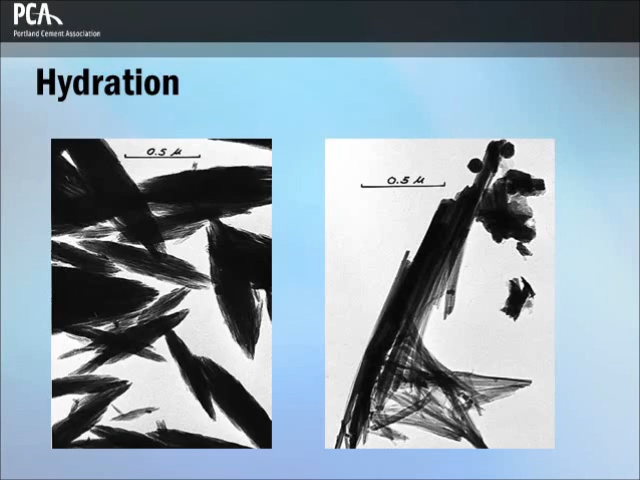 PCA
Portland Cement Association
Hydration
0.5 μ
0.5 μ